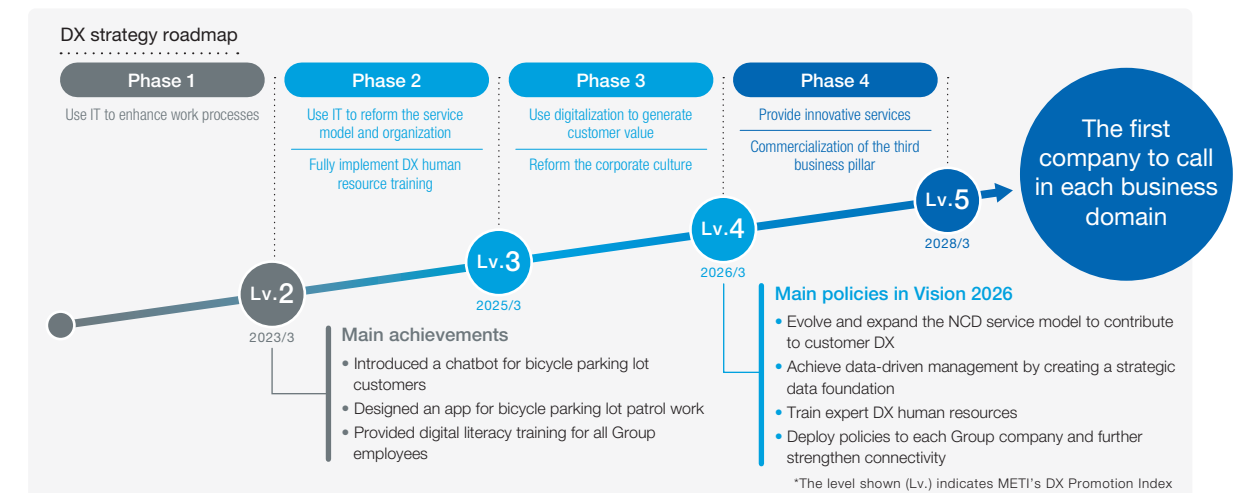 DX strategy roadmap
Phase 1
Use IT to enhance work processes
Phase 2
Use IT to reform the service
model and organization
Fully implement DX human
resource training
Phase 3
Use digitalization to generate
customer value
Reform the corporate culture
Phase 4
Provide innovative services
Commercialization of the third
business pillar
The first
company to call
in each business
domain
Lv.2
2023/3
Lv.3
2025/3
Lv.4
2026/3
Lv.5
2028/3
Main achievements
• Introduced a chatbot for bicycle parking lot
customers
• Designed an app for bicycle parking lot patrol work
• Provided digital literacy training for all Group
employees
Main policies in Vision 2026
• Evolve and expand the NCD service model to contribute
to customer DX
• Achieve data-driven management by creating a strategic
data foundation
• Train expert DX human resources
• Deploy policies to each Group company and further
strengthen connectivity
*The level shown (Lv.) indicates METI's DX Promotion Index